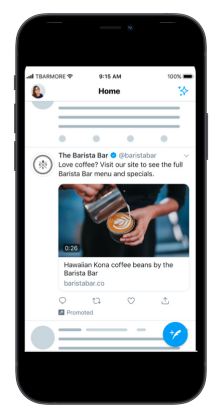 TBARMORE
9:15 AM
100%
Home
The Barista Bar @baristabar
Love coffee? Visit our site to see the full
Barista Bar menu and specials.
0:26
Hawaiian Kona coffee beans by the
Barista Bar
baristabar.co
Promoted